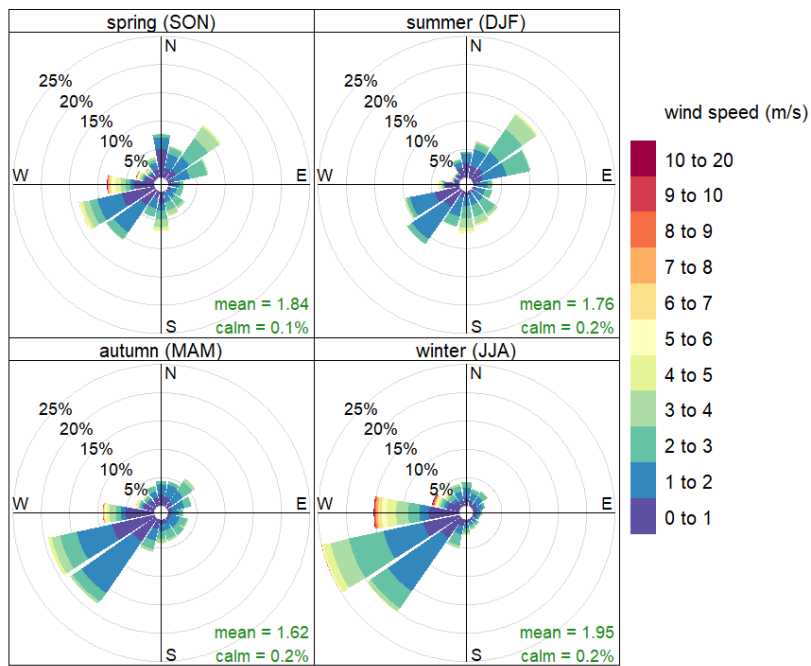 spring (SON)
N
25%
20%
15%
10%
5%
W
E
S
mean = 1.84
calm = 0.1%
summer (DJF)
N
25%
20%
15%
10%
5%
W
E
S
mean = 1.76
calm = 0.2%
autumn (MAM)
N
25%
20%
15%
10%
5%
W
E
S
mean = 1.62
calm = 0.2%
winter (JJA)
N
25%
20%
15%
10%
5%
W
E
S
mean = 1.95
calm = 0.2%
wind speed (m/s)
10 to 20
9 to 10
8 to 9
7 to 8
6 to 7
5 to 6
4 to 5
3 to 4
2 to 3
1 to 2
0 to 1